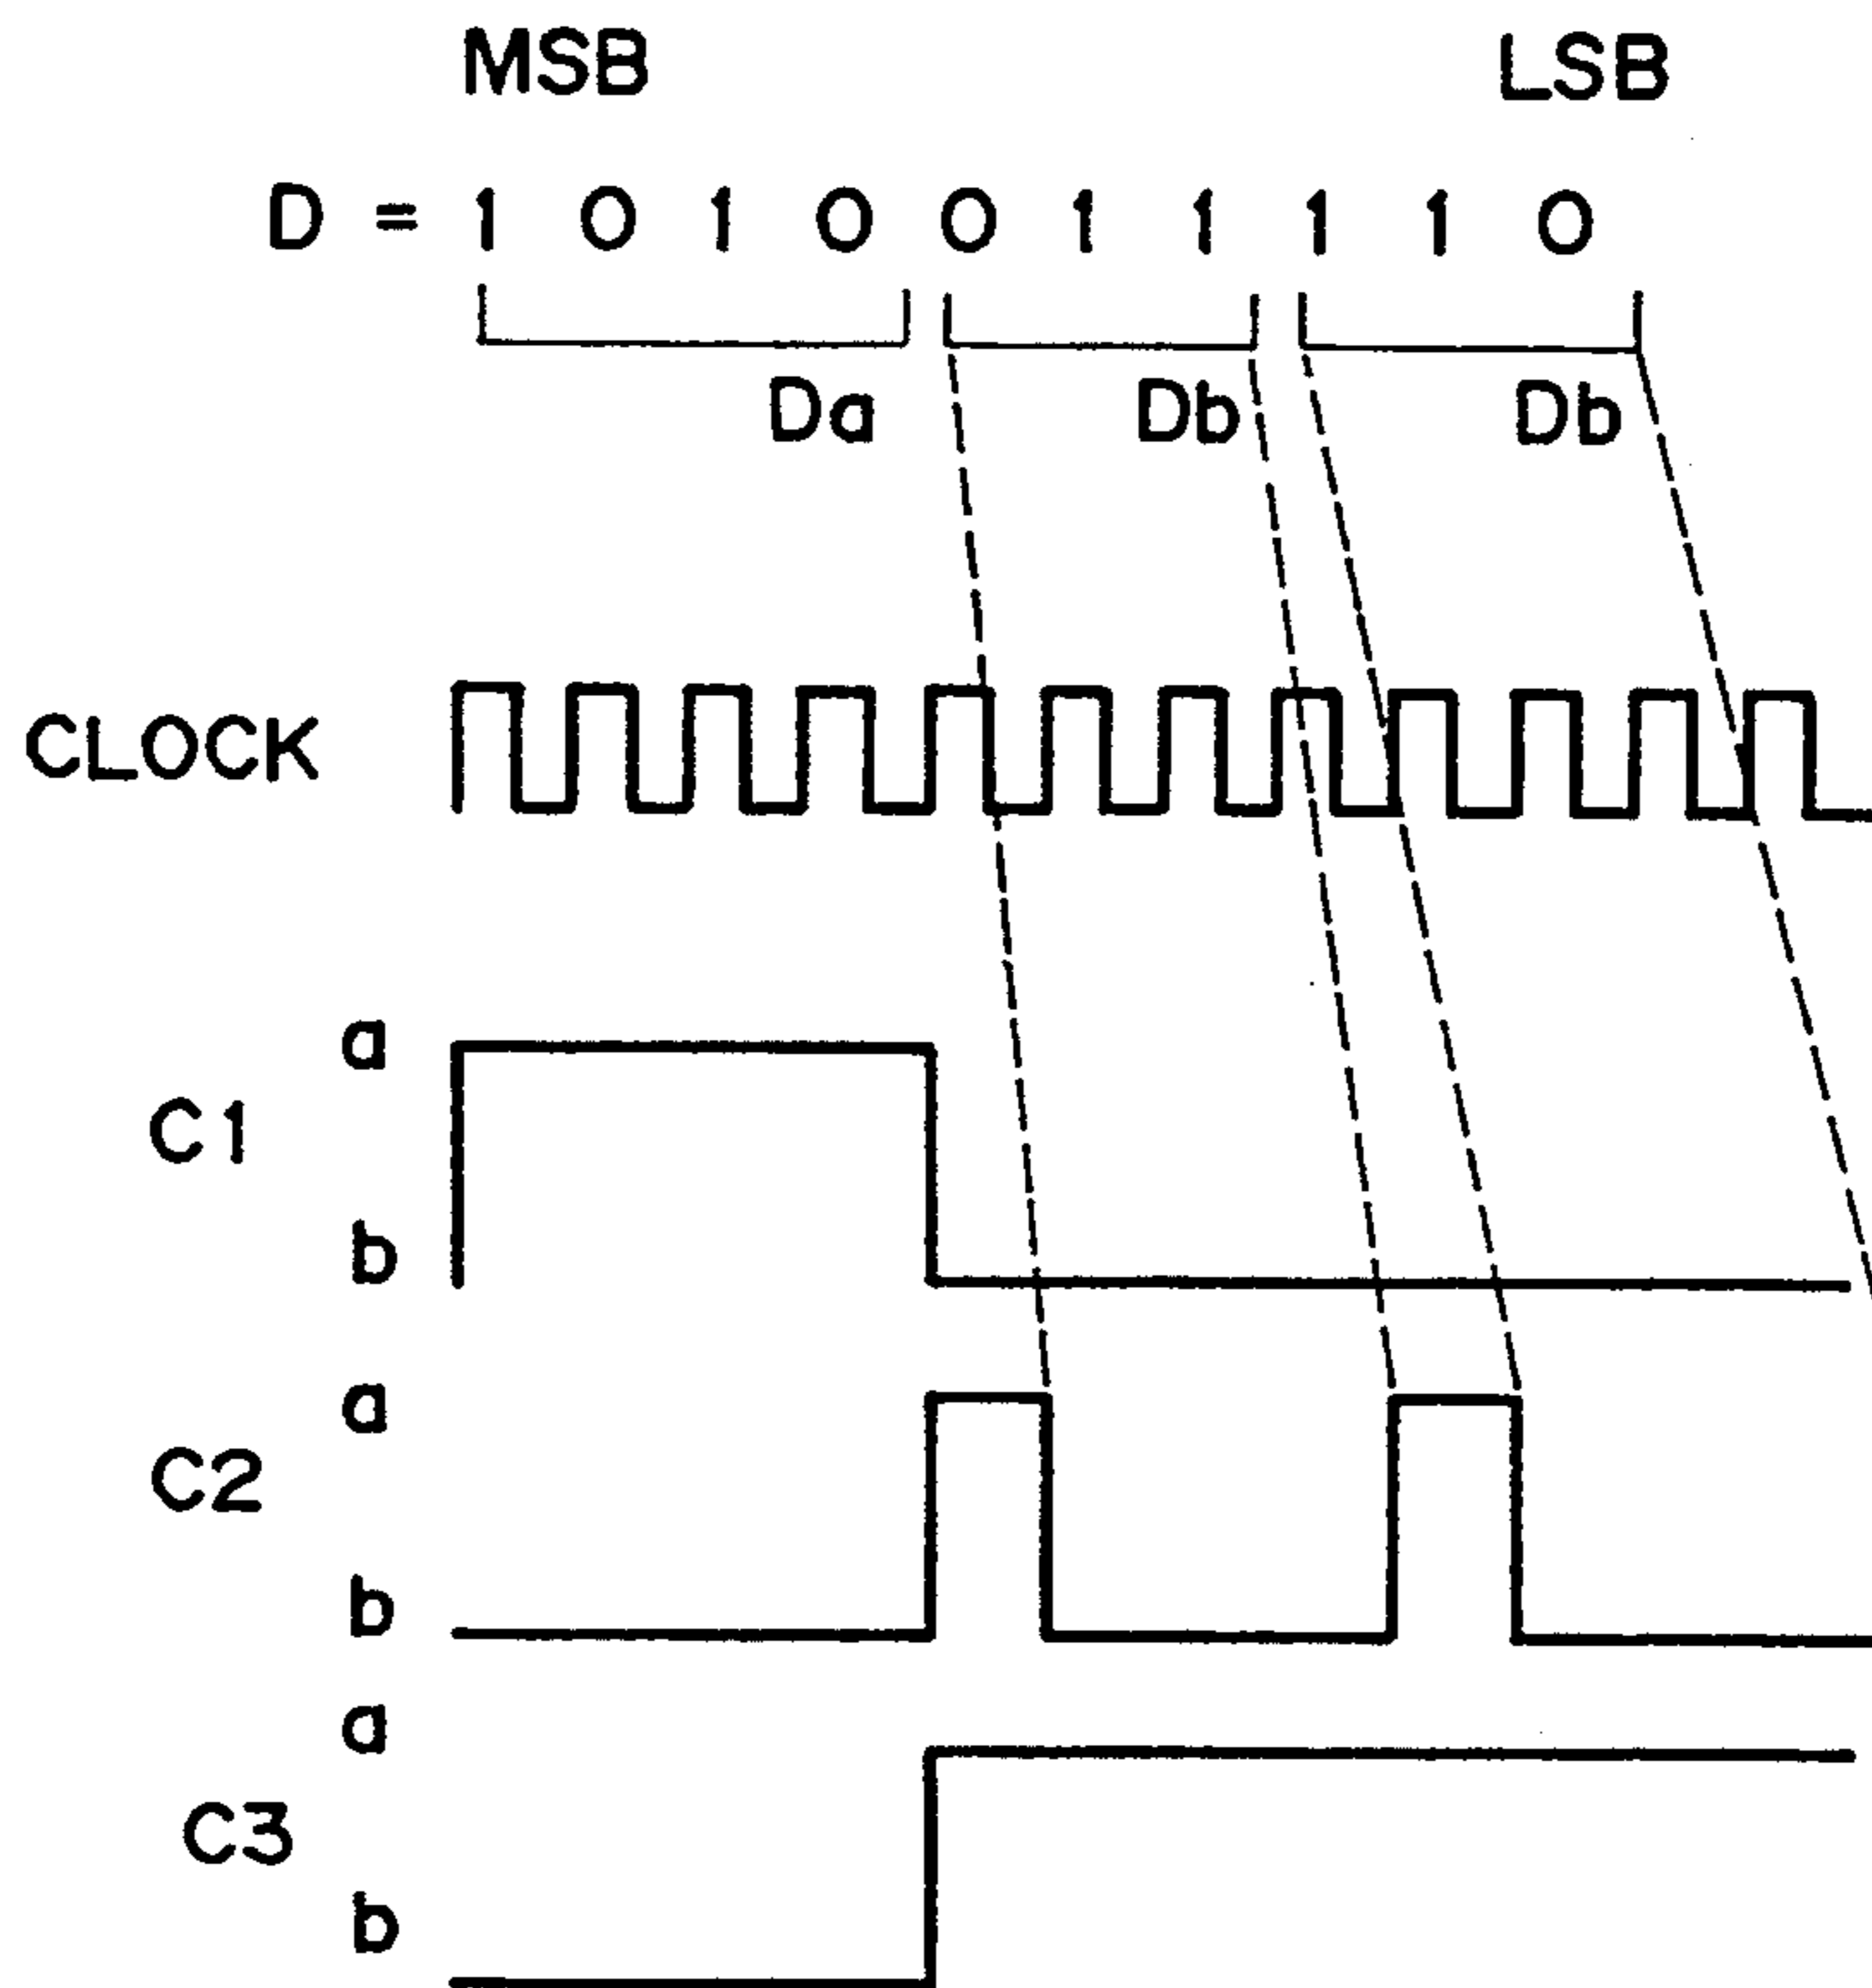 MSB LSB
D = 1 0 1 0 0 1 1 1 1 0
Da Db Db
CLOCK
a
C1
b
a
C2
b
a
C3
b